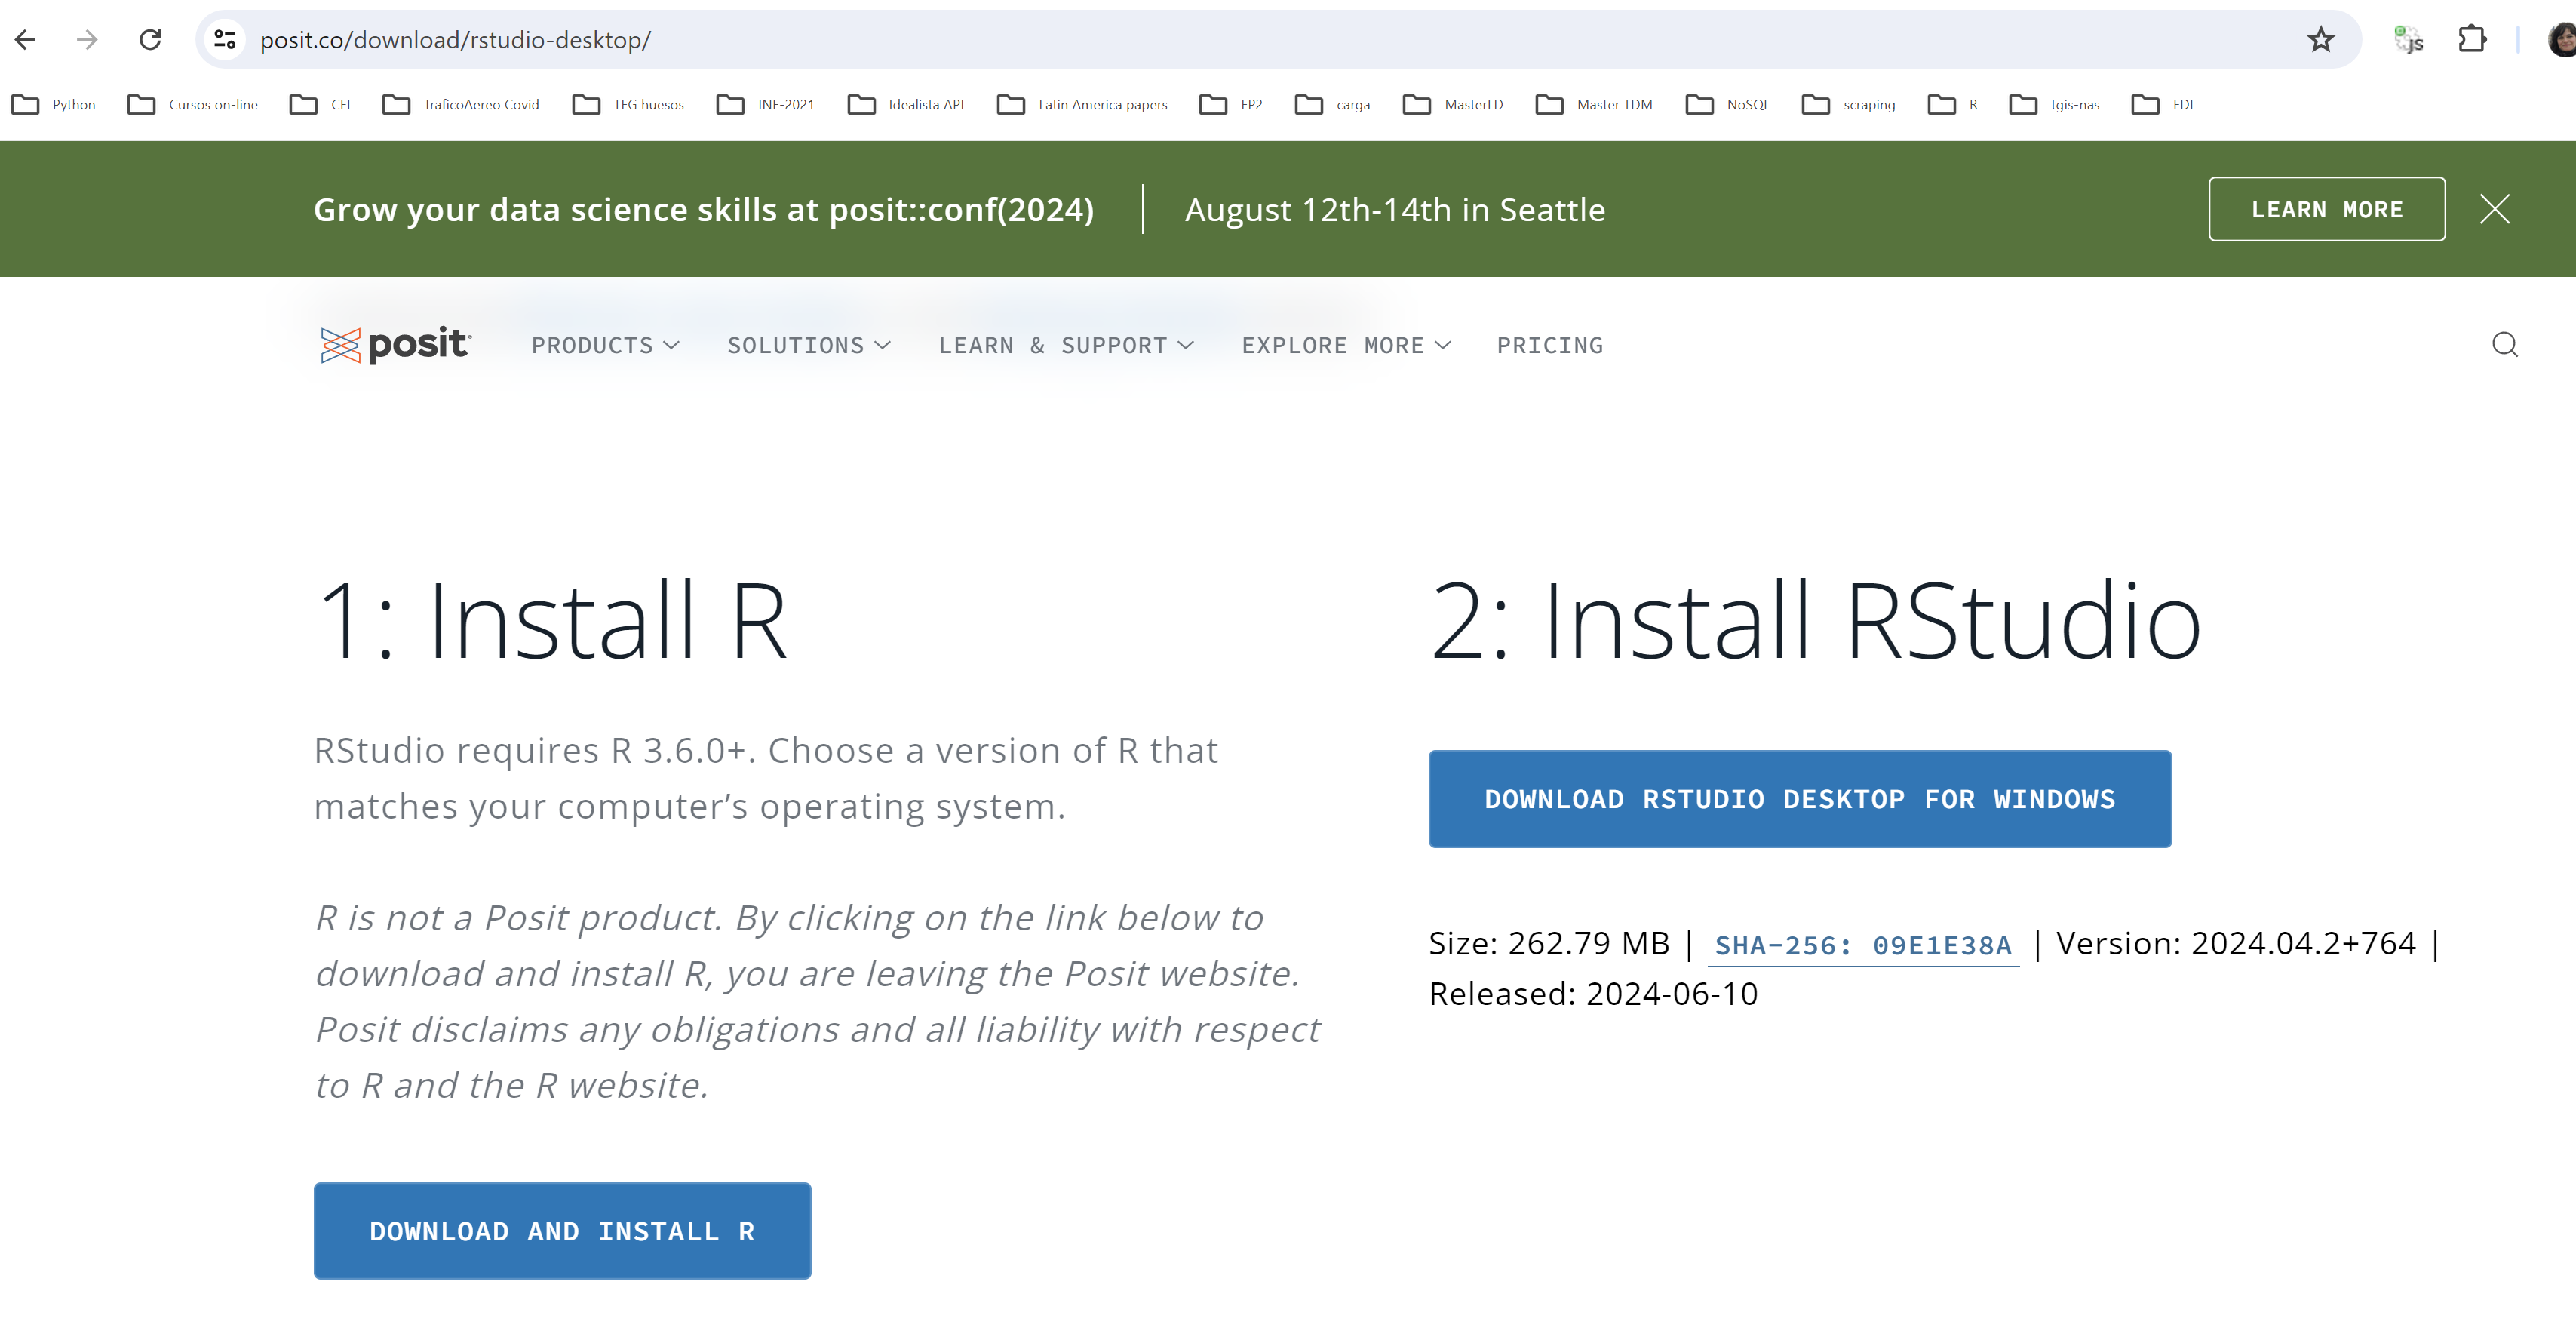 posit.co/download/rstudio-desktop/
JS
Python Cursos on-line CFI TraficoAereo Covid TFG huesos INF-2021 Idealista API Latin America papers FP2 carga MasterLD Master TDM NoSQL scraping R tgis-nas FDI
Grow your data science skills at posit::conf(2024) August 12th-14th in Seattle LEARN MORE
posit PRODUCTS SOLUTIONS LEARN & SUPPORT EXPLORE MORE PRICING
1: Install R
RStudio requires R 3.6.0+. Choose a version of R that
matches your computer’s operating system.
R is not a Posit product. By clicking on the link below to
download and install R, you are leaving the Posit website.
Posit disclaims any obligations and all liability with respect
to R and the R website.
DOWNLOAD AND INSTALL R
2: Install RStudio
DOWNLOAD RSTUDIO DESKTOP FOR WINDOWS
Size: 262.79 MB | SHA-256: 09E1E38A | Version: 2024.04.2+764 |
Released: 2024-06-10